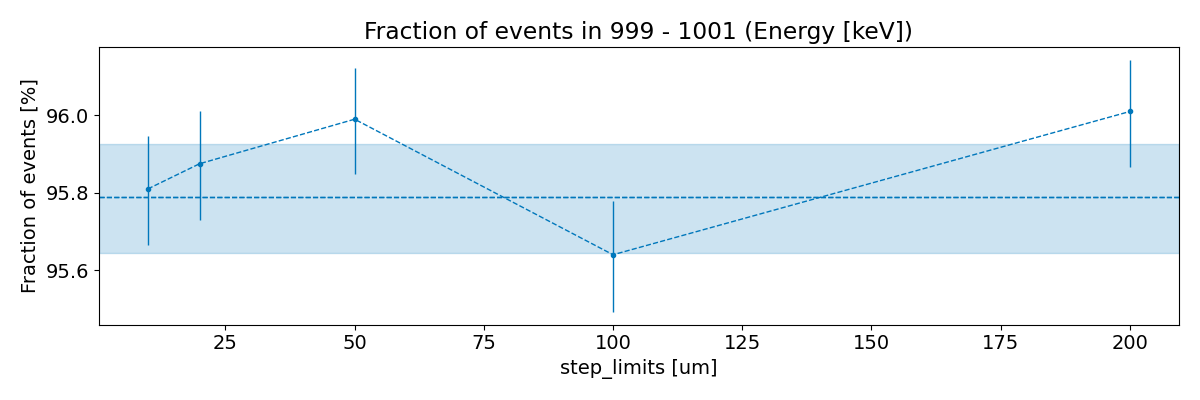 Fraction of events in 999 - 1001 (Energy [keV])
Fraction of events [%]
96.0
95.8
95.6
25 50 75 100 125 150 175 200
step_limits [um]